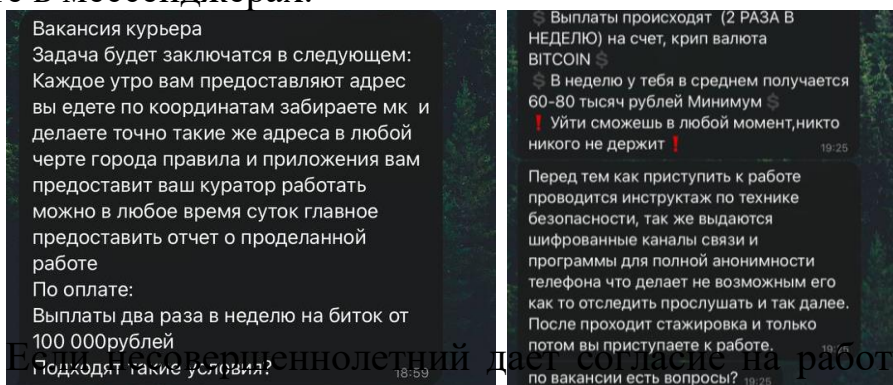 в мессенджерах.
Вакансия курьера
Задача будет заключатся в следующем:
Каждое утро вам предоставляют адрес
вы едете по координатам забираете мк и
делаете точно такие же адреса в любой
черте города правила и приложения вам
предоставит ваш куратор работать
можно в любое время суток главное
предоставить отчет о проделанной
работе
По оплате:
Выплаты два раза в неделю на биток от
100 000рублей
Подходят такие условия?
18:59
$ Выплаты происходят (2 РАЗА В
НЕДЕЛЮ) на счет, крип валюта
BITCOIN $
$ В неделю у тебя в среднем получается
60-80 тысяч рублей Минимум $
❗ Уйти сможешь в любой момент,никто
никого не держит ❗
19:25
Перед тем как приступить к работе
проводится инструктаж по технике
безопасности, так же выдаются
шифрованные каналы связи и
программы для полной анонимности
телефона что делает не возможным его
как то отследить прослушать и так далее.
После проходит стажировка и только
потом вы приступаете к работе.
19:25
по вакансии есть вопросы?
19:25
Если несовершеннолетний дает согласие на работ